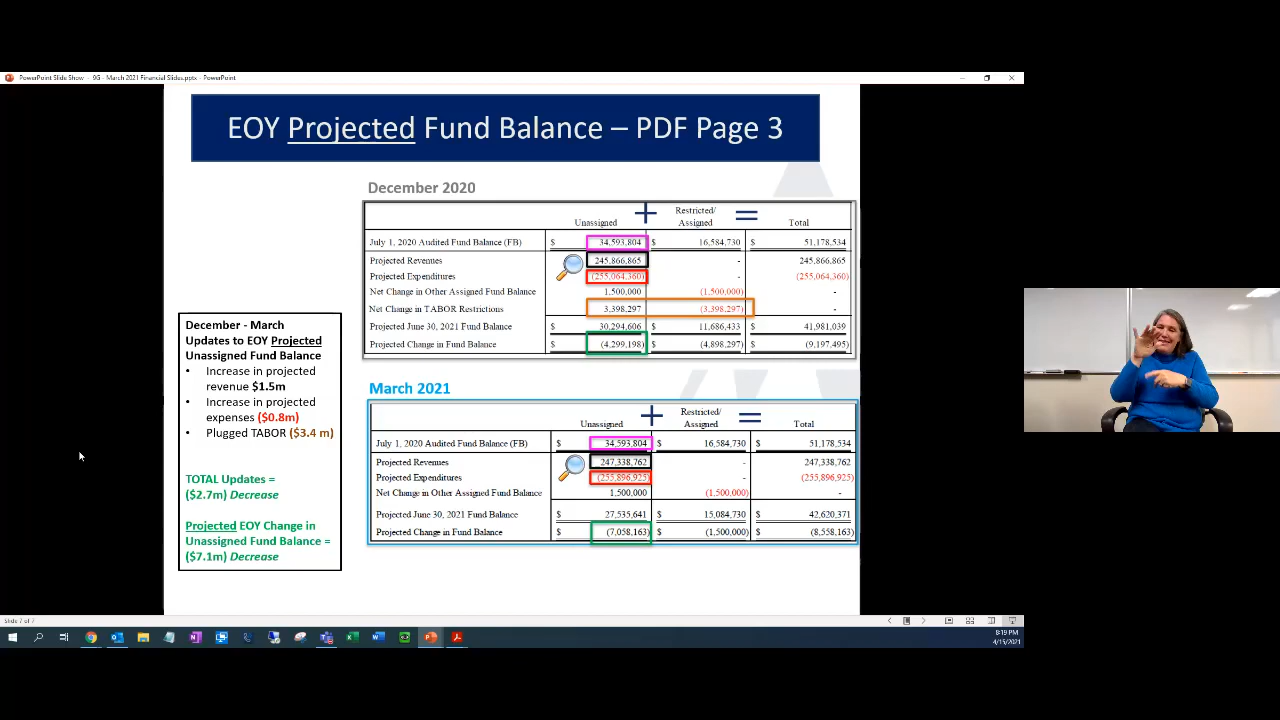 PowerPoint Slide Show - 9G - March 2021 Financial Slides.pptx - PowerPoint
EOY Projected Fund Balance – PDF Page 3
December 2020
Unassigned + Restricted/ Assigned = Total
July 1, 2020 Audited Fund Balance (FB) $ 34,593,804 $ 16,584,730 $ 51,178,534
Projected Revenues 245,866,865 - 245,866,865
Projected Expenditures (255,064,360) - (255,064,360)
Net Change in Other Assigned Fund Balance 1,500,000 (1,500,000) -
Net Change in TABOR Restrictions 3,398,297 (3,398,297) -
Projected June 30, 2021 Fund Balance $ 30,294,606 $ 11,686,433 $ 41,981,039
Projected Change in Fund Balance $ (4,299,198) $ (4,898,297) $ (9,197,495)
December - March
Updates to EOY Projected
Unassigned Fund Balance
• Increase in projected
revenue $1.5m
• Increase in projected
expenses ($0.8m)
• Plugged TABOR ($3.4 m)
TOTAL Updates =
($2.7m) Decrease
Projected EOY Change in
Unassigned Fund Balance =
($7.1m) Decrease
March 2021
Unassigned + Restricted/ Assigned = Total
July 1, 2020 Audited Fund Balance (FB) $ 34,593,804 $ 16,584,730 $ 51,178,534
Projected Revenues 247,338,762 - 247,338,762
Projected Expenditures (255,896,925) - (255,896,925)
Net Change in Other Assigned Fund Balance 1,500,000 (1,500,000) -
Projected June 30, 2021 Fund Balance $ 27,535,641 $ 15,084,730 $ 42,620,371
Projected Change in Fund Balance $ (7,058,163) $ (1,500,000) $ (8,558,163)
Slide 7 of 7
8:19 PM
4/15/2021